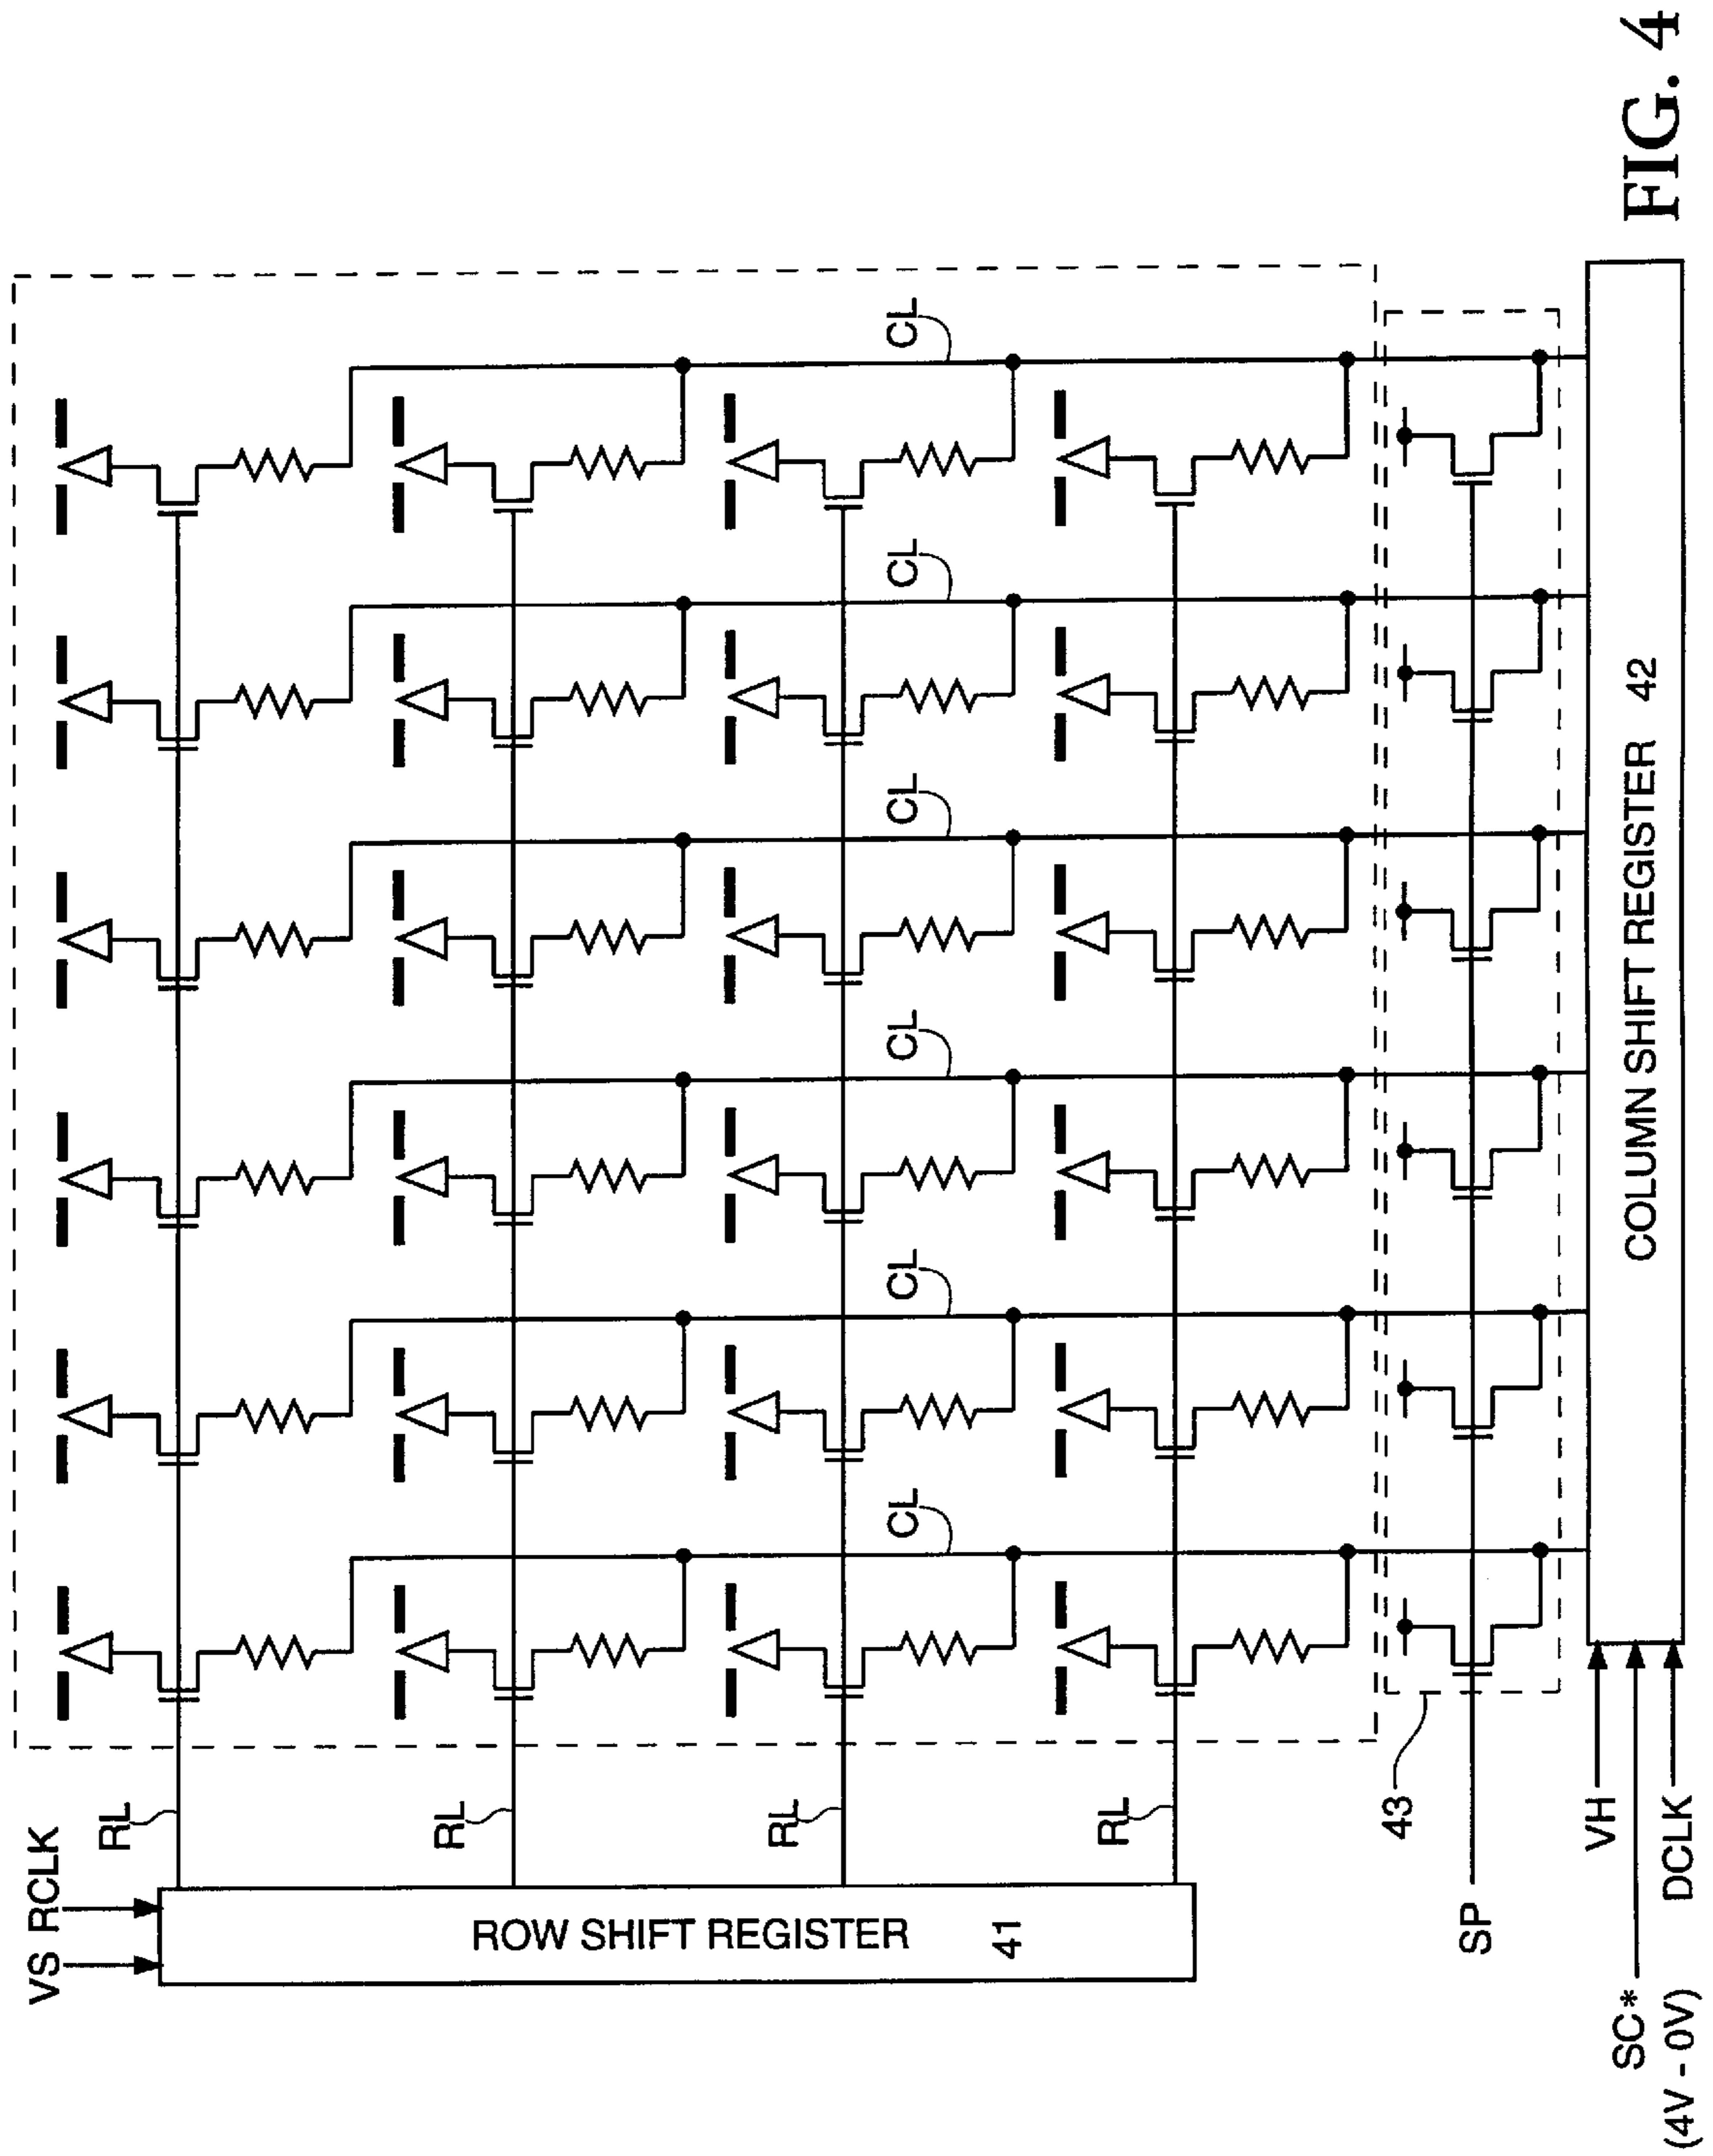 VS RCLK
ROW SHIFT REGISTER 41
RL
RL
RL
RL
CL
CL
CL
CL
CL
CL
43
SP
VH
SC*
(4V - 0V)
DCLK
COLUMN SHIFT REGISTER 42
FIG. 4